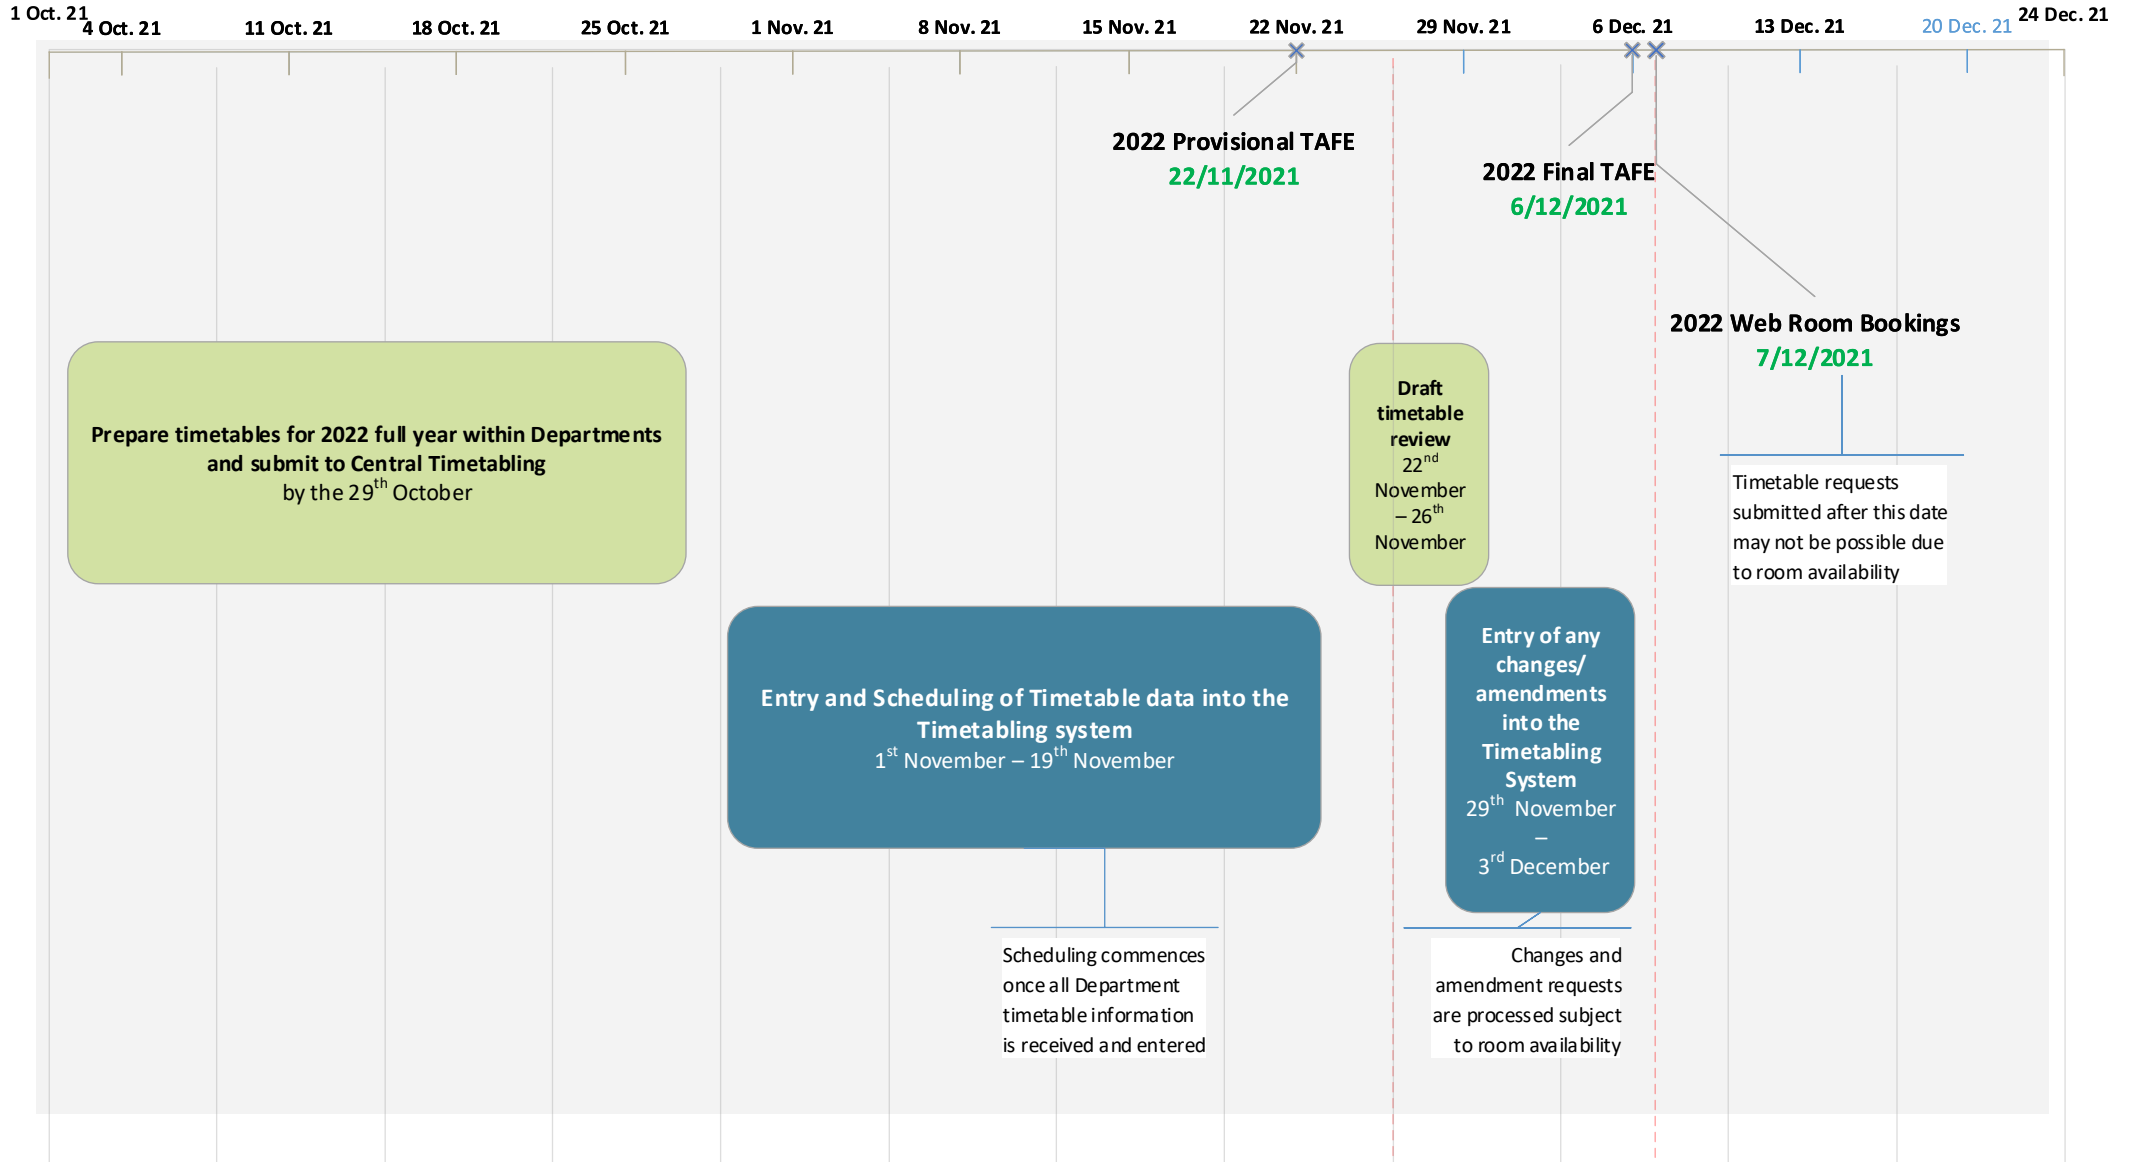 1 Oct. 21
4 Oct. 21
11 Oct. 21
18 Oct. 21
25 Oct. 21
1 Nov. 21
8 Nov. 21
15 Nov. 21
22 Nov. 21
29 Nov. 21
6 Dec. 21
13 Dec. 21
20 Dec. 21
24 Dec. 21
2022 Provisional TAFE
22/11/2021
2022 Final TAFE
6/12/2021
2022 Web Room Bookings
7/12/2021
Timetable requests
submitted after this date
may not be possible due
to room availability
Prepare timetables for 2022 full year within Departments
and submit to Central Timetabling
by the 29th October
Draft
timetable
review
22nd
November
– 26th
November
Entry and Scheduling of Timetable data into the
Timetabling system
1st November – 19th November
Entry of any
changes/
amendments
into the
Timetabling
System
29th November
–
3rd December
Scheduling commences
once all Department
timetable information
is received and entered
Changes and
amendment requests
are processed subject
to room availability